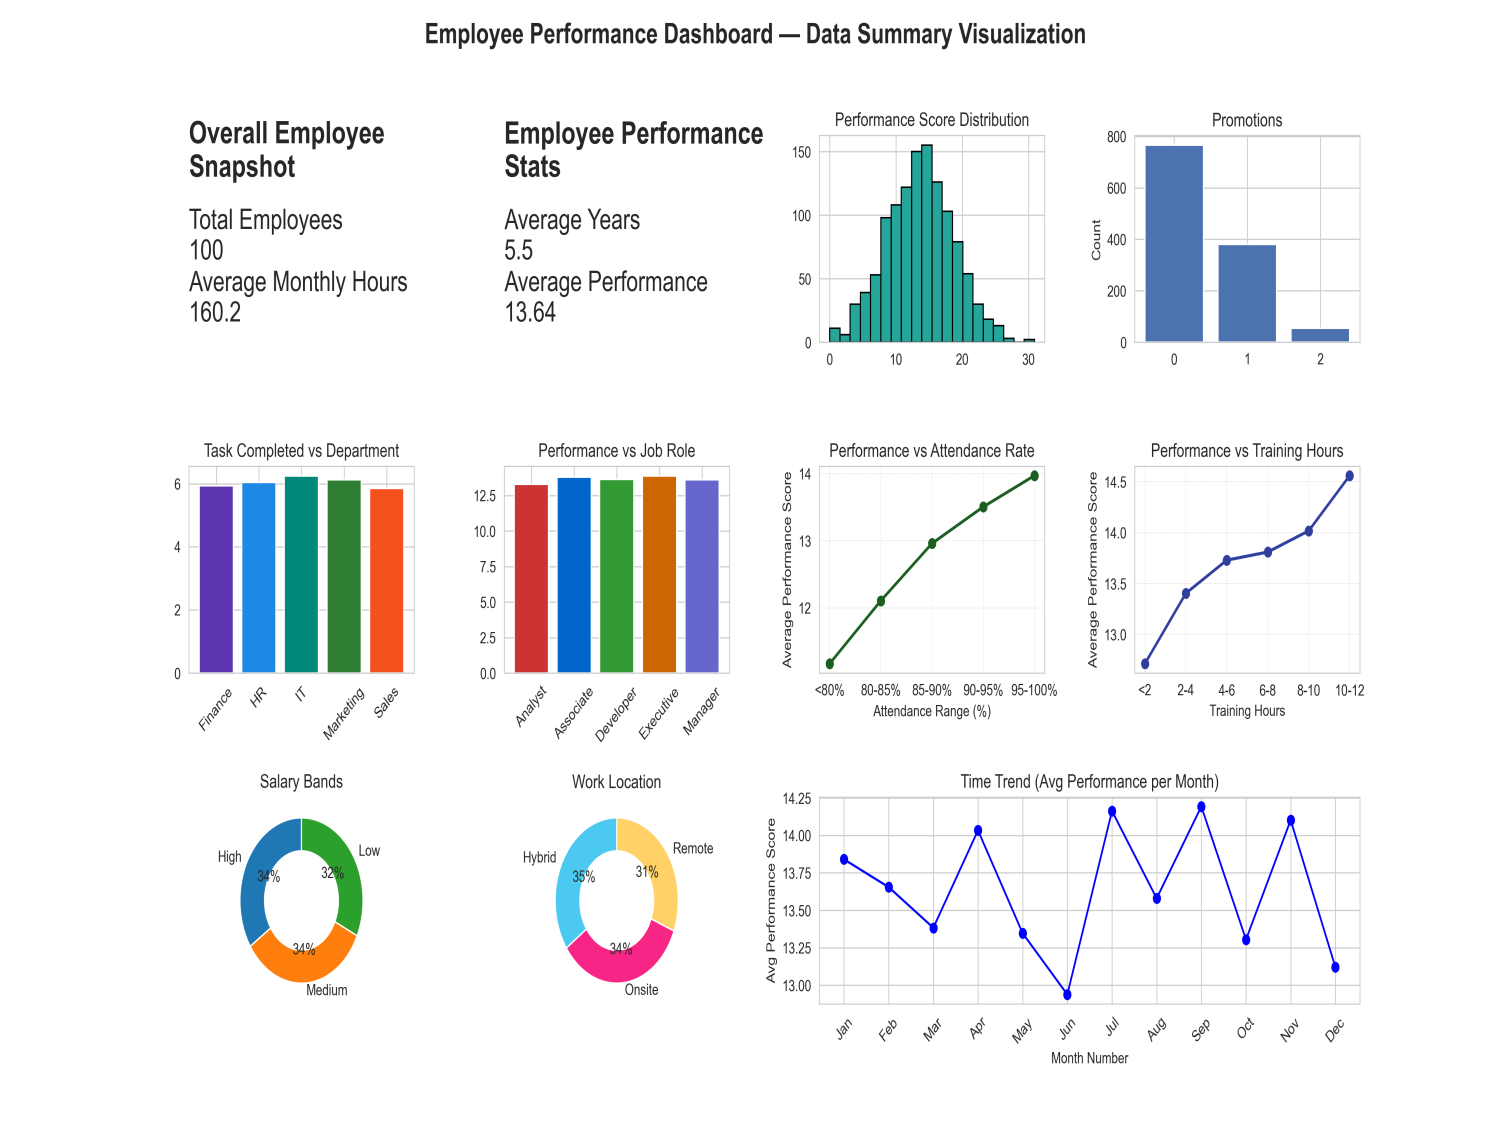 Employee Performance Dashboard — Data Summary Visualization
Overall Employee
Snapshot
Total Employees
100
Average Monthly Hours
160.2
Employee Performance
Stats
Average Years
5.5
Average Performance
13.64
Performance Score Distribution
150
100
50
0
0 10 20 30
Promotions
Count
800
600
400
200
0
0 1 2
Task Completed vs Department
6
4
2
0
Finance HR IT Marketing Sales
Performance vs Job Role
12.5
10.0
7.5
5.0
2.5
0.0
Analyst Associate Developer Executive Manager
Performance vs Attendance Rate
Average Performance Score
14
13
12
<80% 80-85% 85-90% 90-95% 95-100%
Attendance Range (%)
Performance vs Training Hours
Average Performance Score
14.5
14.0
13.5
13.0
<2 2-4 4-6 6-8 8-10 10-12
Training Hours
Salary Bands
High
34%
Low
32%
34%
Medium
Work Location
Hybrid
35%
Remote
31%
34%
Onsite
Time Trend (Avg Performance per Month)
Avg Performance Score
14.25
14.00
13.75
13.50
13.25
13.00
Jan Feb Mar Apr May Jun Jul Aug Sep Oct Nov Dec
Month Number